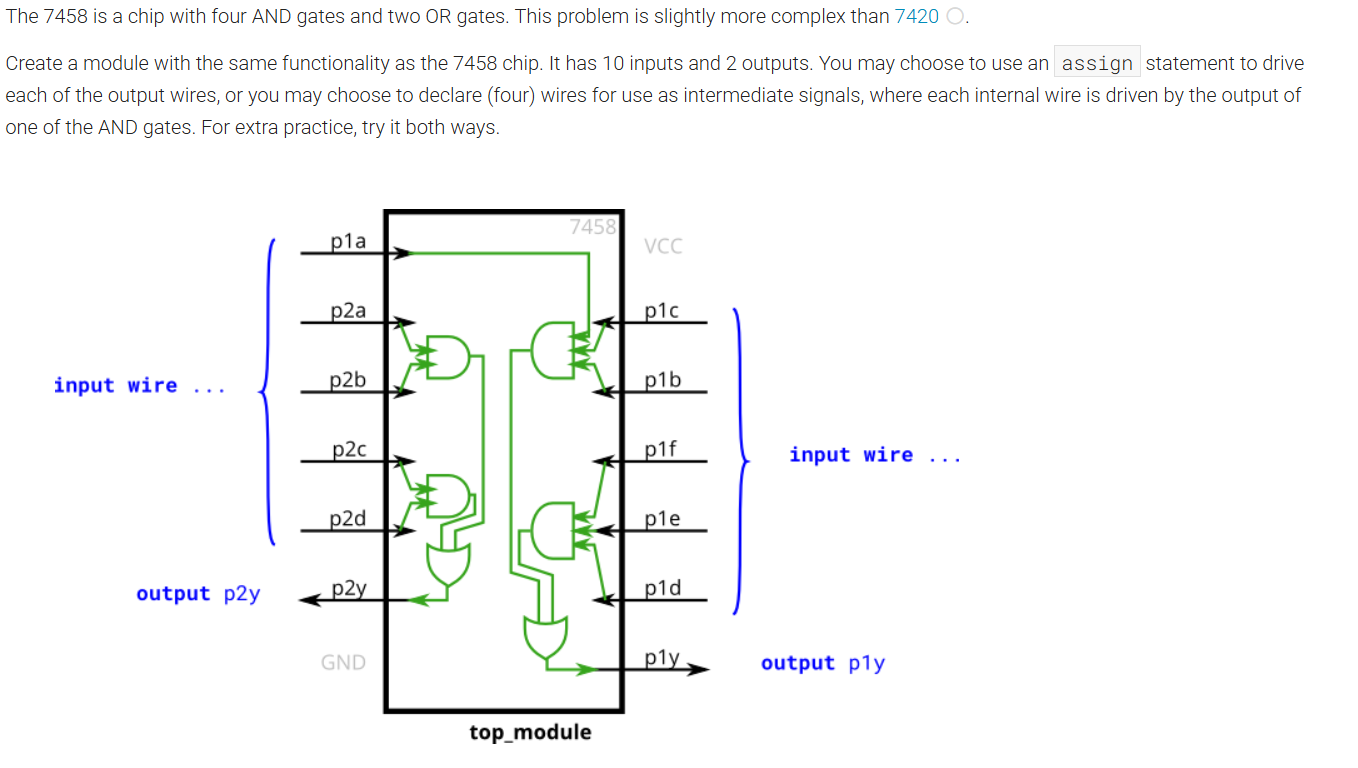 The 7458 is a chip with four AND gates and two OR gates. This problem is slightly more complex than 7420 .
Create a module with the same functionality as the 7458 chip. It has 10 inputs and 2 outputs. You may choose to use an assign statement to drive
each of the output wires, or you may choose to declare (four) wires for use as intermediate signals, where each internal wire is driven by the output of
one of the AND gates. For extra practice, try it both ways.
7458
p1a
VCC
p2a
p1c
input wire ...
p2b
p1b
p2c
p1f
input wire ...
p2d
p1e
output p2y
p2y
p1d
GND
p1y
output p1y
top_module